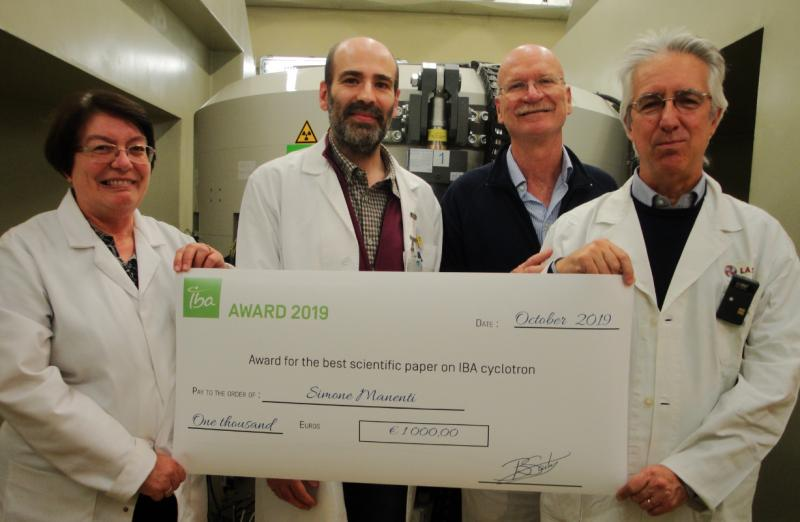 iba
AWARD 2019
DATE: October 2019
Award for the best scientific paper on IBA cyclotron
PAY TO THE ORDER OF: Simone Manenti
One thousand EUROS € 1 000,00
1